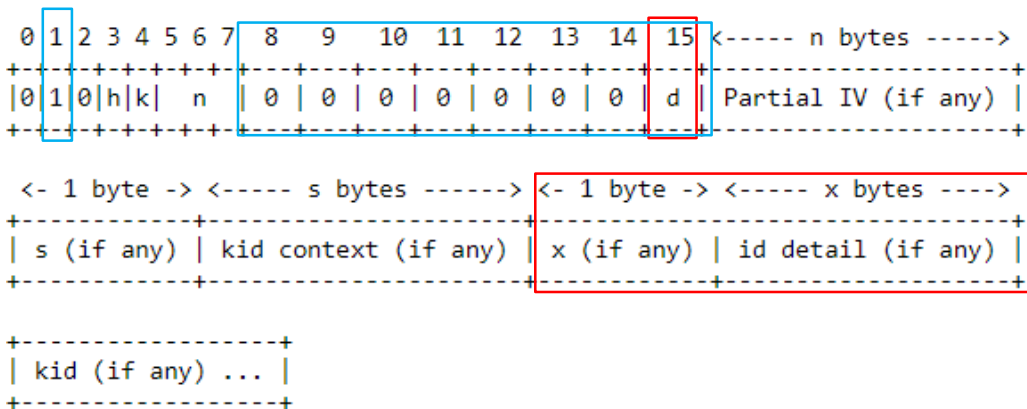 0 1 2 3 4 5 6 7 8 9 10 11 12 13 14 15 <----- n bytes ----->
+-+-+-+-+-+-+-+-+---+---+---+---+---+---+---+---+---------------------+
|0|1|0|h|k| n | 0 | 0 | 0 | 0 | 0 | 0 | 0 | d | Partial IV (if any) |
+-+-+-+-+-+-+-+-+---+---+---+---+---+---+---+---+---------------------+
<- 1 byte -> <----- s bytes ------> <- 1 byte -> <----- x bytes ---->
+------------+----------------------+------------+--------------------+
| s (if any) | kid context (if any) | x (if any) | id detail (if any) |
+------------+----------------------+------------+--------------------+
+------------------+
| kid (if any) ... |
+------------------+